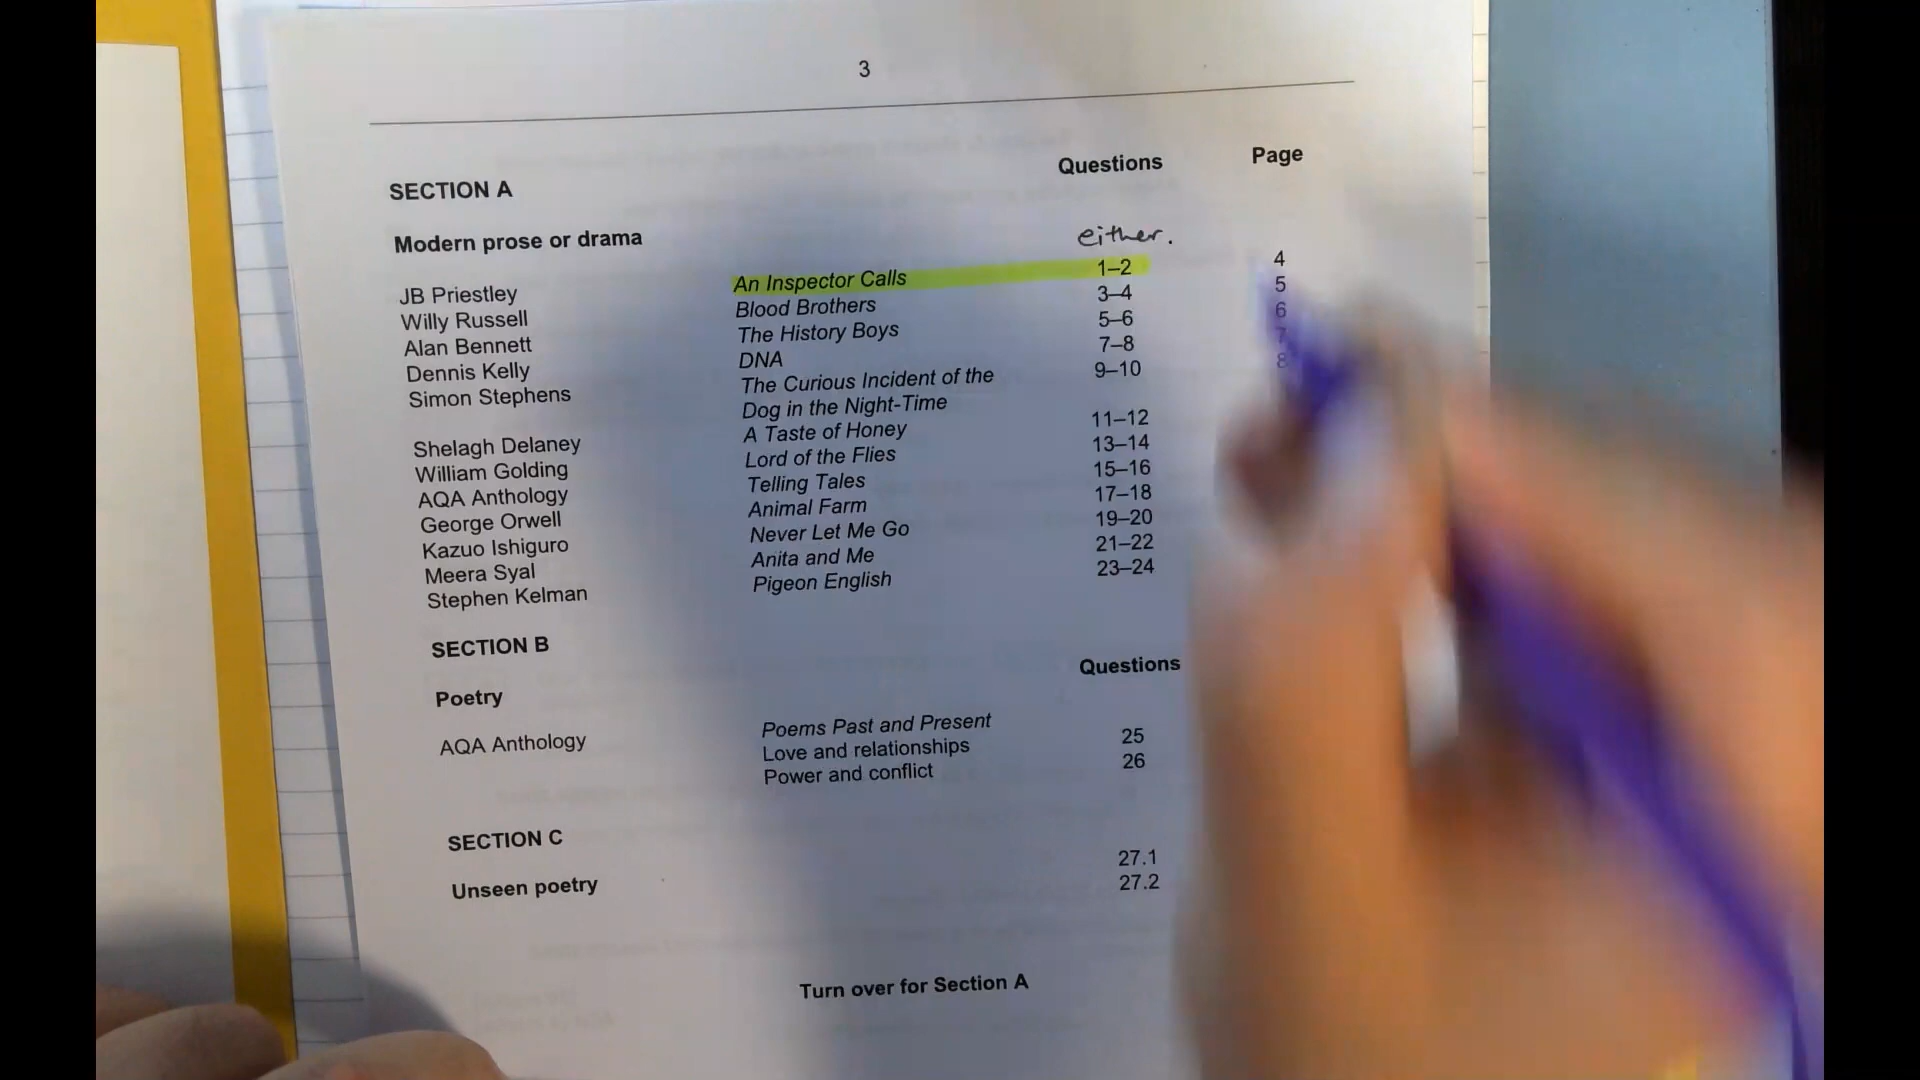 3
Questions Page
SECTION A
Modern prose or drama
either.
JB Priestley An Inspector Calls 1–2 4
Willy Russell Blood Brothers 3–4 5
Alan Bennett The History Boys 5–6 6
Dennis Kelly DNA 7–8 7
Simon Stephens The Curious Incident of the 9–10 8
Dog in the Night-Time
Shelagh Delaney A Taste of Honey 11–12
William Golding Lord of the Flies 13–14
AQA Anthology Telling Tales 15–16
George Orwell Animal Farm 17–18
Kazuo Ishiguro Never Let Me Go 19–20
Meera Syal Anita and Me 21–22
Stephen Kelman Pigeon English 23–24
SECTION B
Questions
Poetry
AQA Anthology Poems Past and Present
Love and relationships 25
Power and conflict 26
SECTION C
27.1
Unseen poetry 27.2
Turn over for Section A